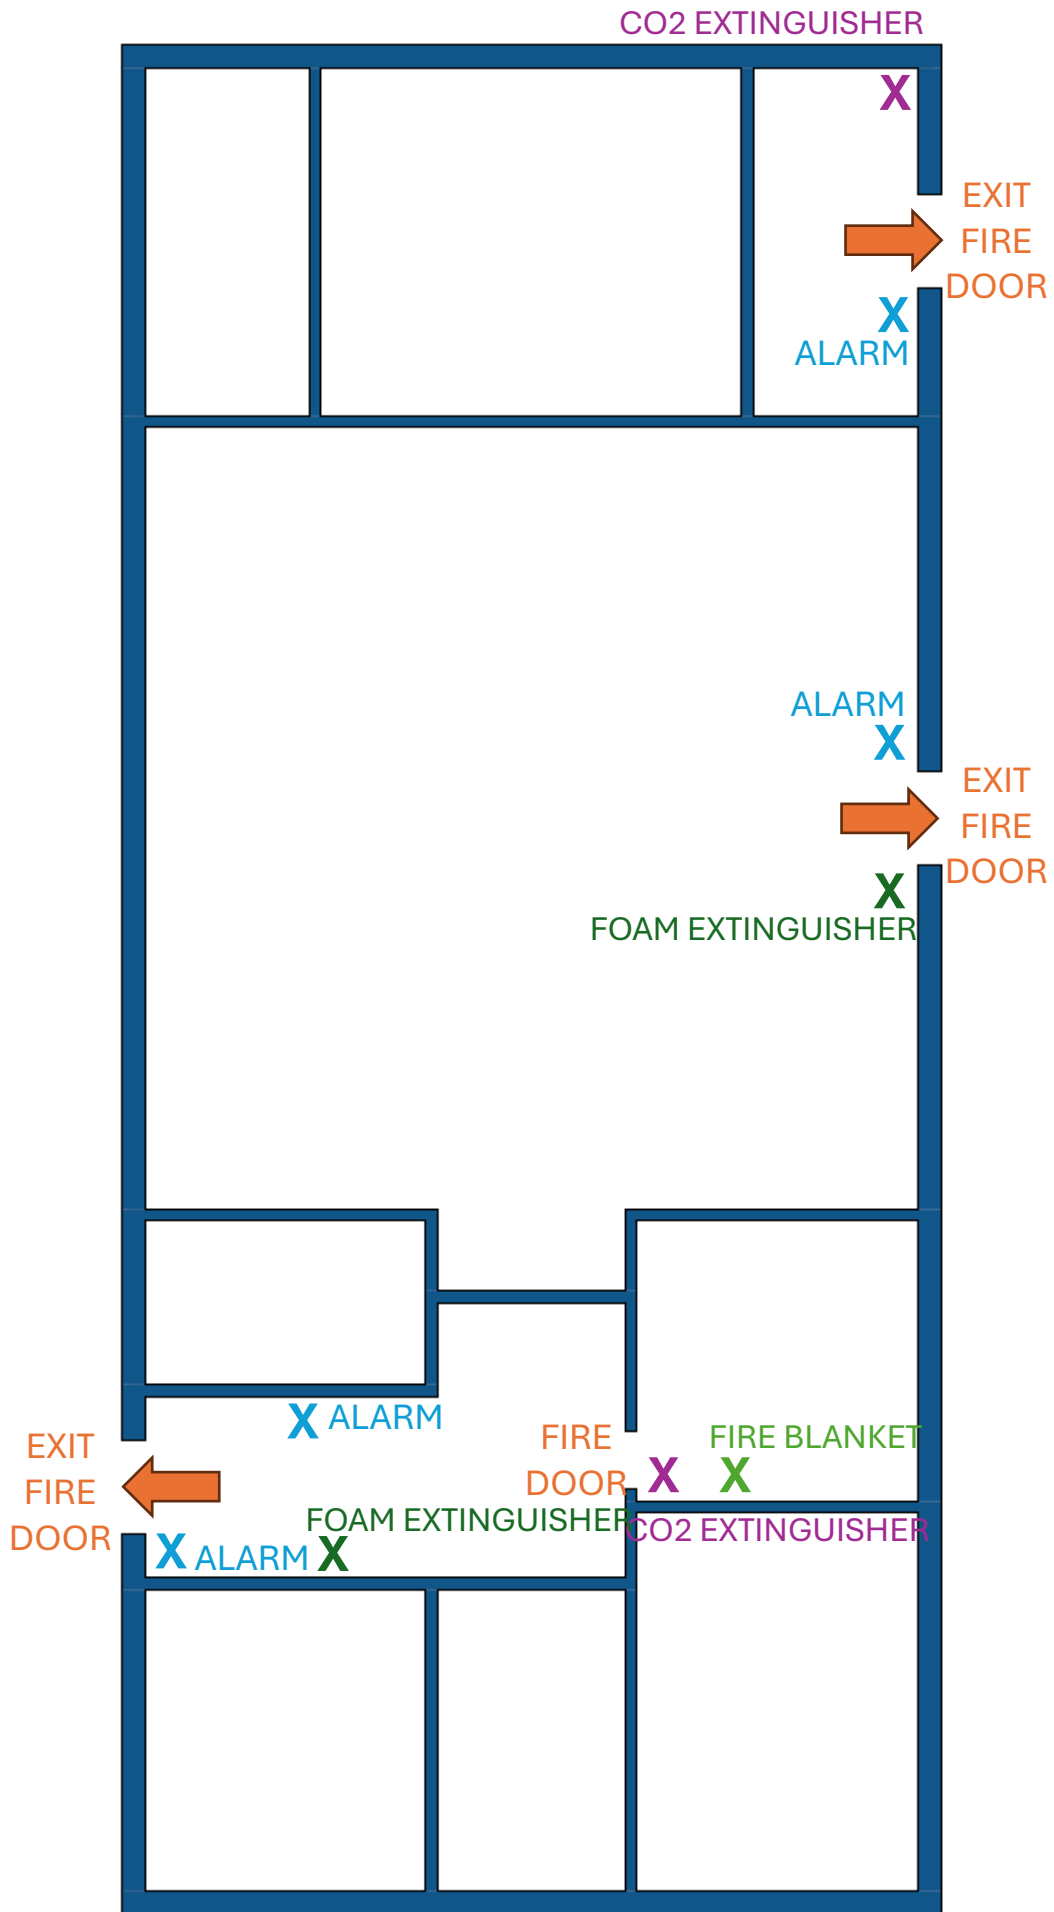 CO2 EXTINGUISHER
X
EXIT
FIRE
DOOR
X
ALARM
ALARM
X
EXIT
FIRE
DOOR
X
FOAM EXTINGUISHER
X ALARM
EXIT
FIRE
DOOR
FIRE
DOOR
FIRE BLANKET
X X
FOAM EXTINGUISHER
CO2 EXTINGUISHER
X ALARM X